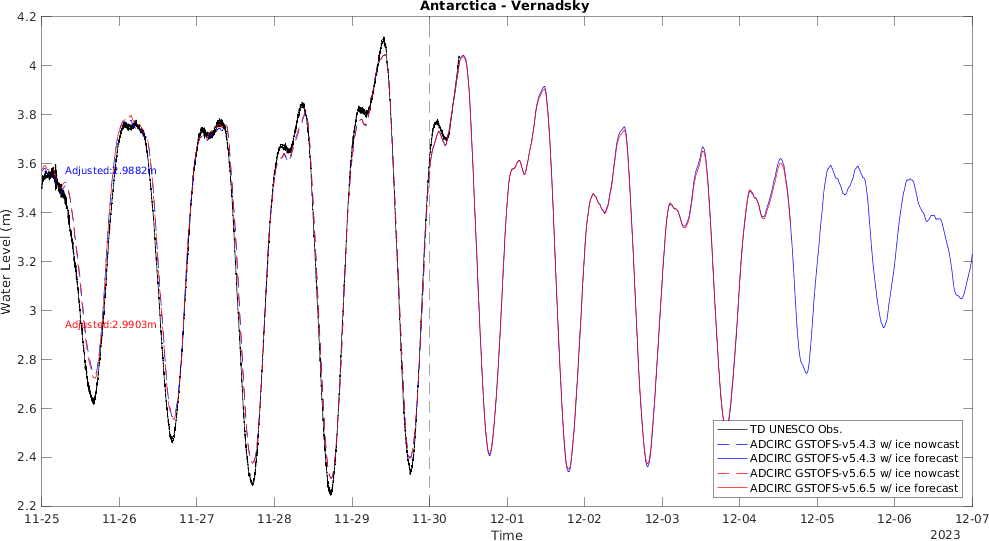 Antarctica - Vernadsky
4.2
4
3.8
3.6
3.4
3.2
3
2.8
2.6
2.4
2.2
Water Level (m)
Adjusted:2.9882m
Adjusted:2.9903m
TD UNESCO Obs.
ADCIRC GSTOFS-v5.4.3 w/ ice nowcast
ADCIRC GSTOFS-v5.4.3 w/ ice forecast
ADCIRC GSTOFS-v5.6.5 w/ ice nowcast
ADCIRC GSTOFS-v5.6.5 w/ ice forecast
11-25 11-26 11-27 11-28 11-29 11-30 12-01 12-02 12-03 12-04 12-05 12-06 12-07
Time
2023